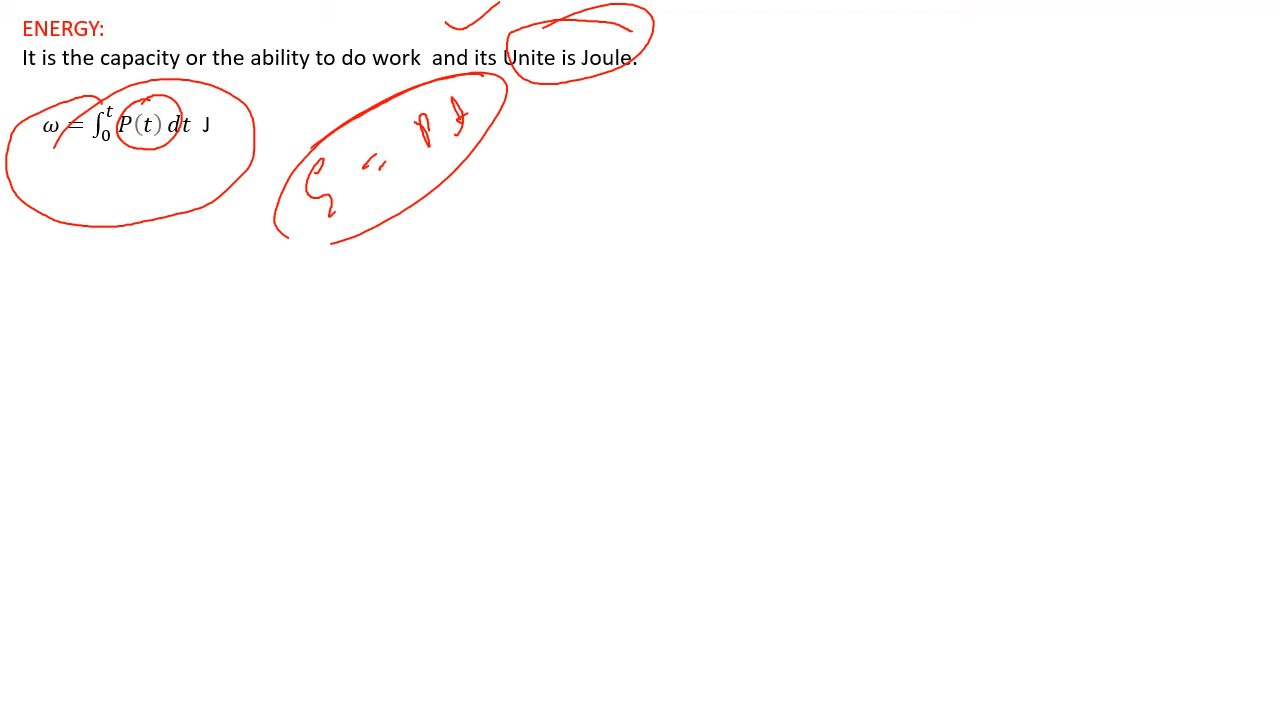 ENERGY:
It is the capacity or the ability to do work and its Unite is Joule.
ω = ∫₀ᵗ P(t) dt J
= P t